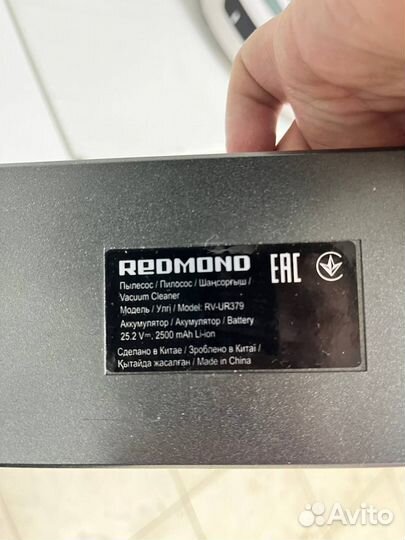 REDMOND
EAC
Пылесос / Пилосос / Шаңсорғыш /
Vacuum Cleaner
Модель / Үлгі / Model: RV-UR379
Аккумулятор / Акумулятор / Battery
25.2 V⎓, 2500 mAh Li-ion
Сделано в Китае / Зроблено в Китаї /
Қытайда жасалған / Made in China
Avito